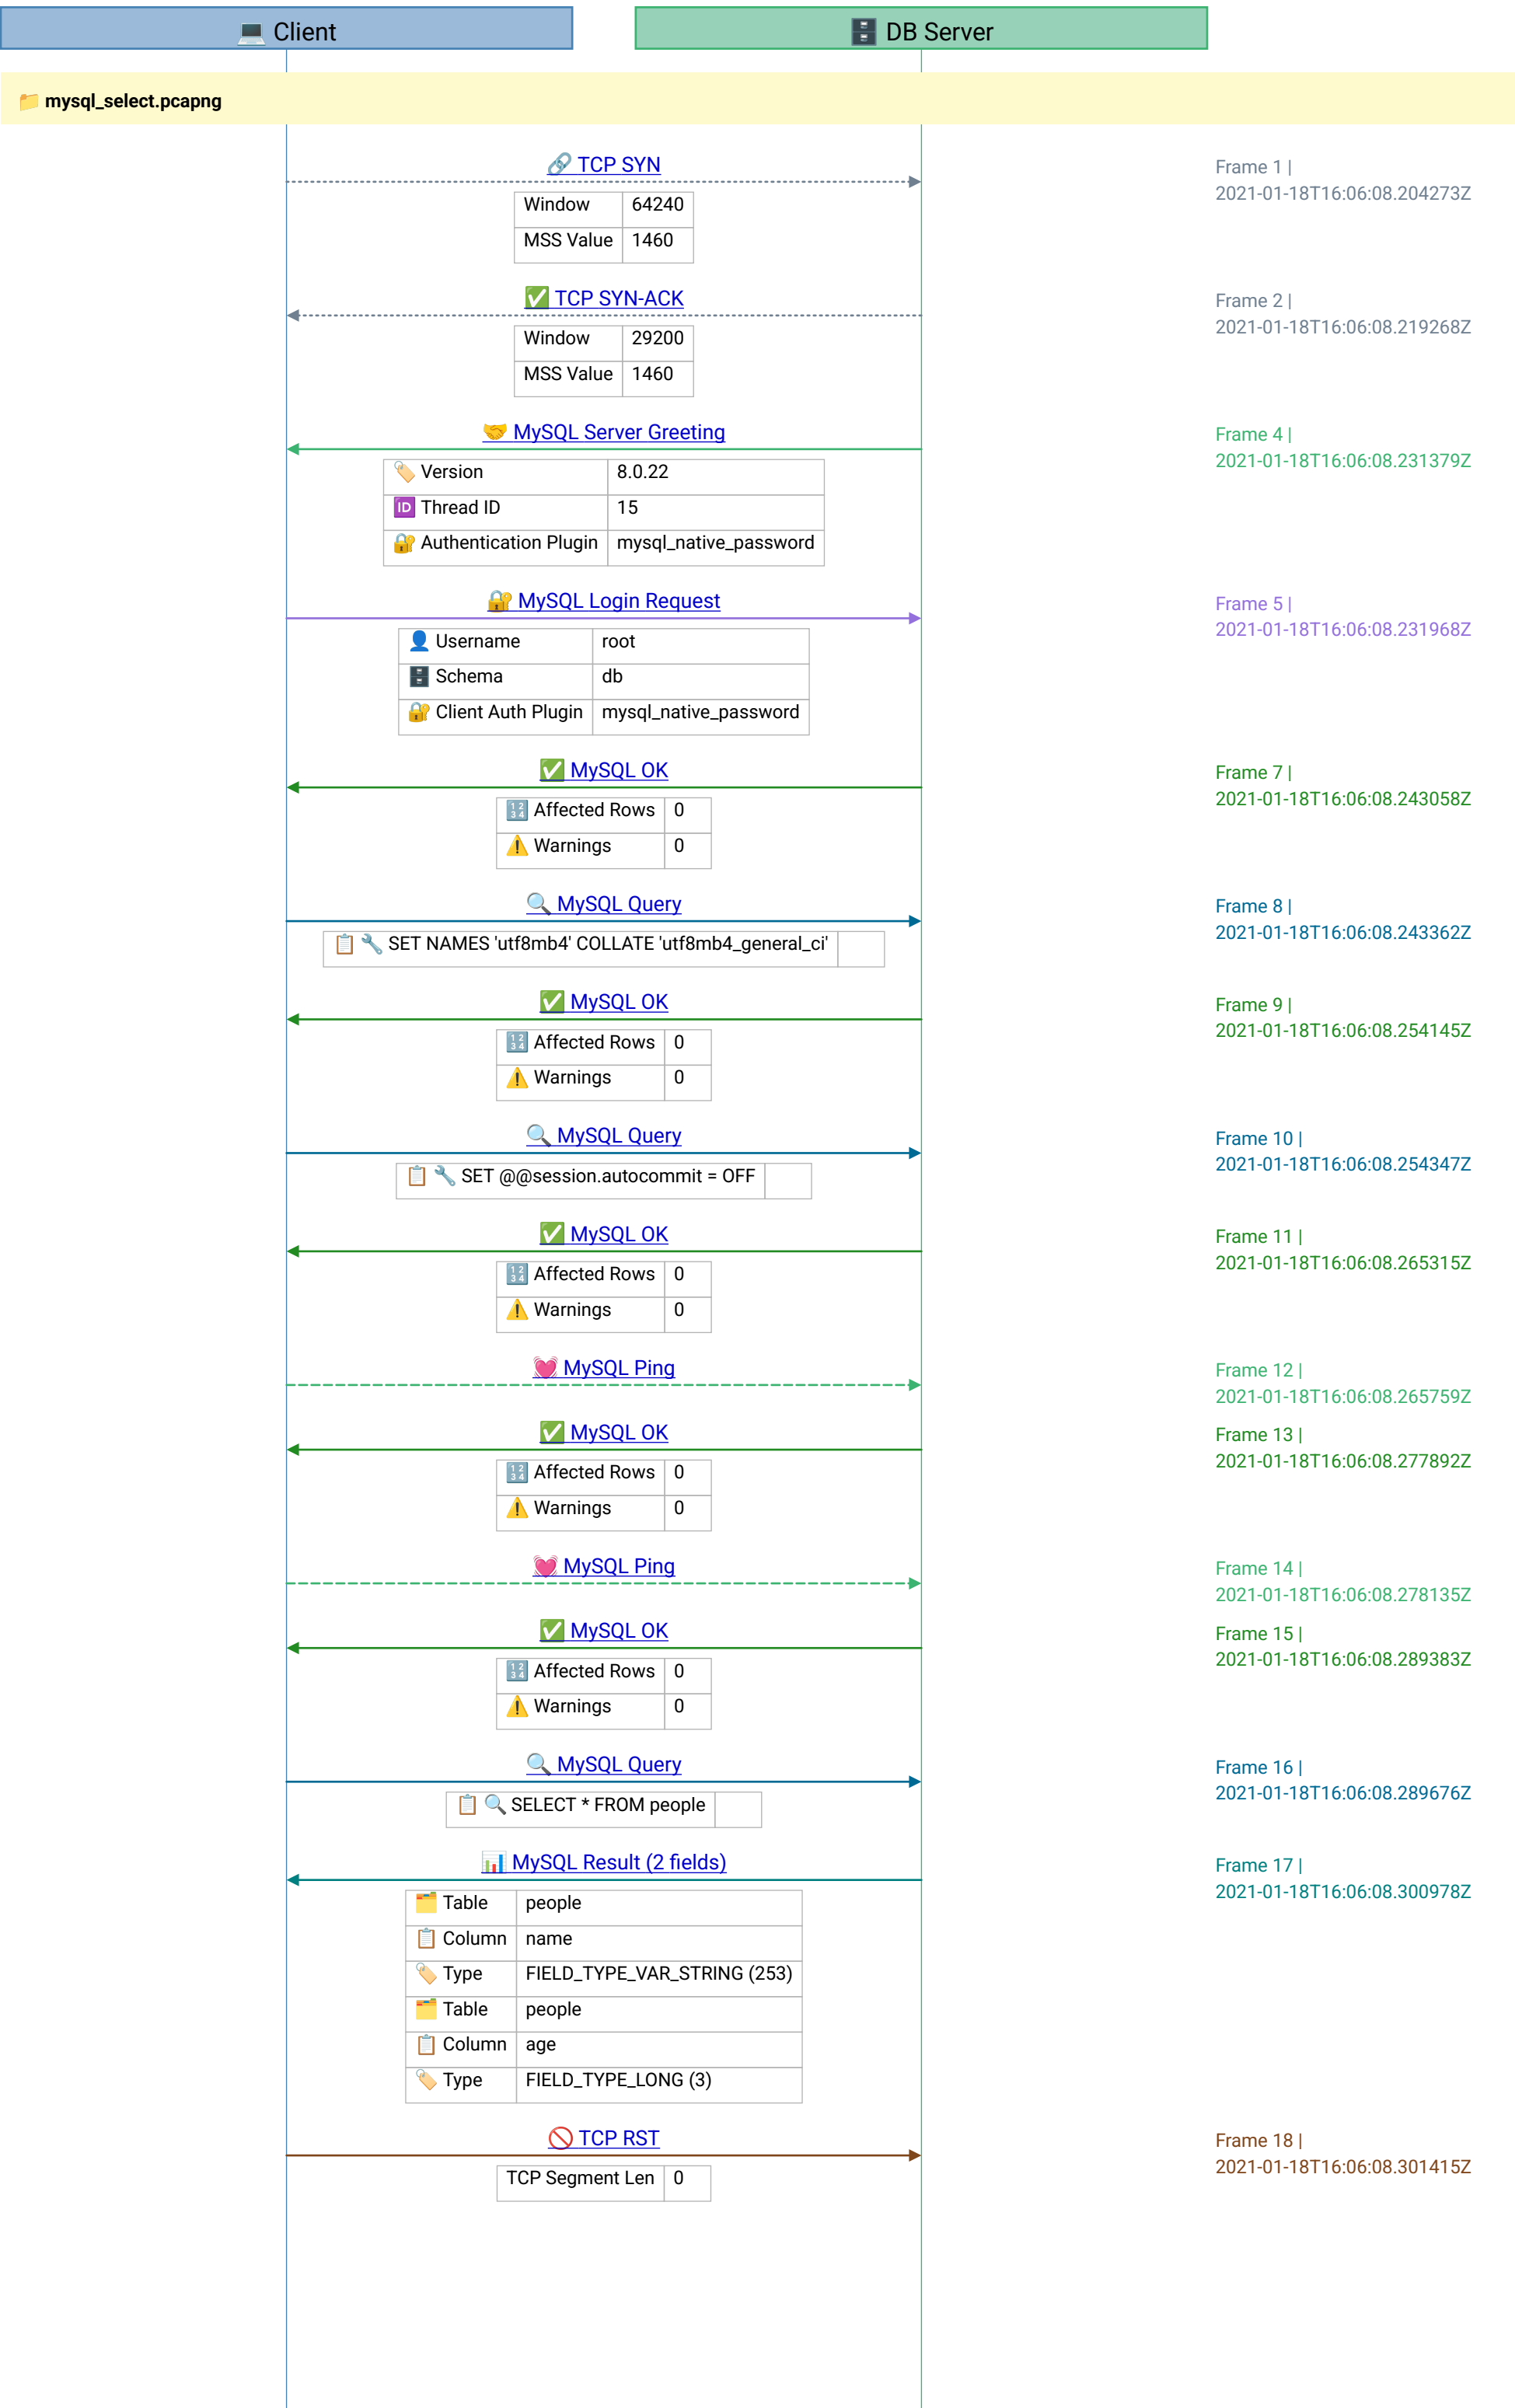 💻 Client
🗄️ DB Server
📁 mysql_select.pcapng
🔗 TCP SYN
Frame 1 |
2021-01-18T16:06:08.204273Z
Window 64240
MSS Value 1460
✅ TCP SYN-ACK
Frame 2 |
2021-01-18T16:06:08.219268Z
Window 29200
MSS Value 1460
🤝 MySQL Server Greeting
Frame 4 |
2021-01-18T16:06:08.231379Z
🏷️ Version 8.0.22
🆔 Thread ID 15
🔐 Authentication Plugin mysql_native_password
🔐 MySQL Login Request
Frame 5 |
2021-01-18T16:06:08.231968Z
👤 Username root
🗄️ Schema db
🔐 Client Auth Plugin mysql_native_password
✅ MySQL OK
Frame 7 |
2021-01-18T16:06:08.243058Z
🔢 Affected Rows 0
⚠️ Warnings 0
🔍 MySQL Query
Frame 8 |
2021-01-18T16:06:08.243362Z
📋 🔧 SET NAMES 'utf8mb4' COLLATE 'utf8mb4_general_ci'
✅ MySQL OK
Frame 9 |
2021-01-18T16:06:08.254145Z
🔢 Affected Rows 0
⚠️ Warnings 0
🔍 MySQL Query
Frame 10 |
2021-01-18T16:06:08.254347Z
📋 🔧 SET @@session.autocommit = OFF
✅ MySQL OK
Frame 11 |
2021-01-18T16:06:08.265315Z
🔢 Affected Rows 0
⚠️ Warnings 0
💓 MySQL Ping
Frame 12 |
2021-01-18T16:06:08.265759Z
✅ MySQL OK
Frame 13 |
2021-01-18T16:06:08.277892Z
🔢 Affected Rows 0
⚠️ Warnings 0
💓 MySQL Ping
Frame 14 |
2021-01-18T16:06:08.278135Z
✅ MySQL OK
Frame 15 |
2021-01-18T16:06:08.289383Z
🔢 Affected Rows 0
⚠️ Warnings 0
🔍 MySQL Query
Frame 16 |
2021-01-18T16:06:08.289676Z
📋 🔍 SELECT * FROM people
📊 MySQL Result (2 fields)
Frame 17 |
2021-01-18T16:06:08.300978Z
🗂️ Table people
📋 Column name
🏷️ Type FIELD_TYPE_VAR_STRING (253)
🗂️ Table people
📋 Column age
🏷️ Type FIELD_TYPE_LONG (3)
🚫 TCP RST
Frame 18 |
2021-01-18T16:06:08.301415Z
TCP Segment Len 0